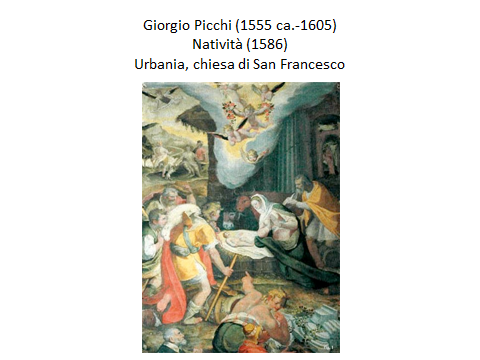 Giorgio Picchi (1555 ca.-1605)
Natività (1586)
Urbania, chiesa di San Francesco